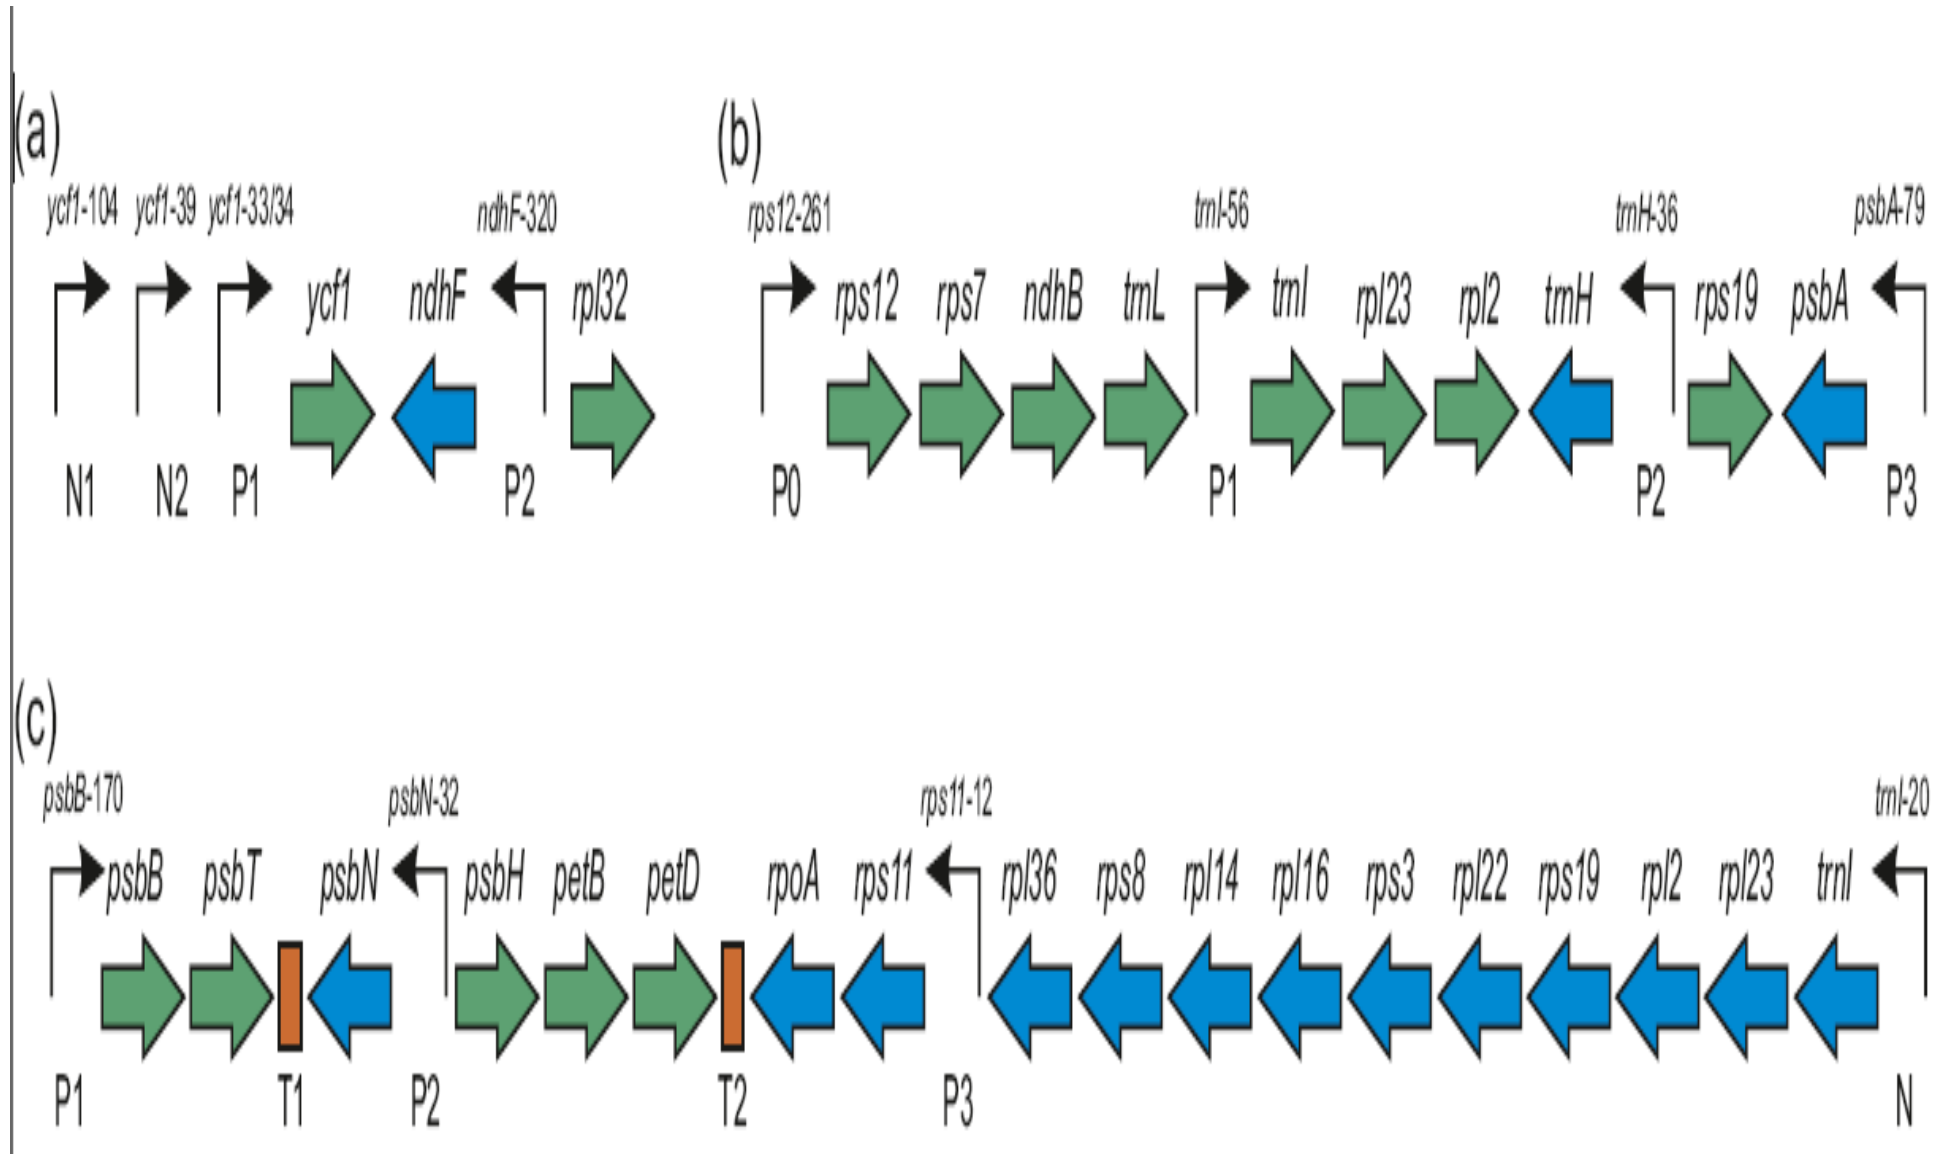 (a)
ycf1-104 ycf1-39 ycf1-33/34 ndhF-320
ycf1 ndhF rpl32
N1 N2 P1 P2
(b)
rps12-261 trnI-56 trnH-36 psbA-79
rps12 rps7 ndhB trnL trnI rpl23 rpl2 trnH rps19 psbA
P0 P1 P2 P3
(c)
psbB-170 psbN-32 rps11-12 trnI-20
psbB psbT psbN psbH petB petD rpoA rps11 rpl36 rps8 rpl14 rpl16 rps3 rpl22 rps19 rpl2 rpl23 trnI
P1 T1 P2 T2 P3 N